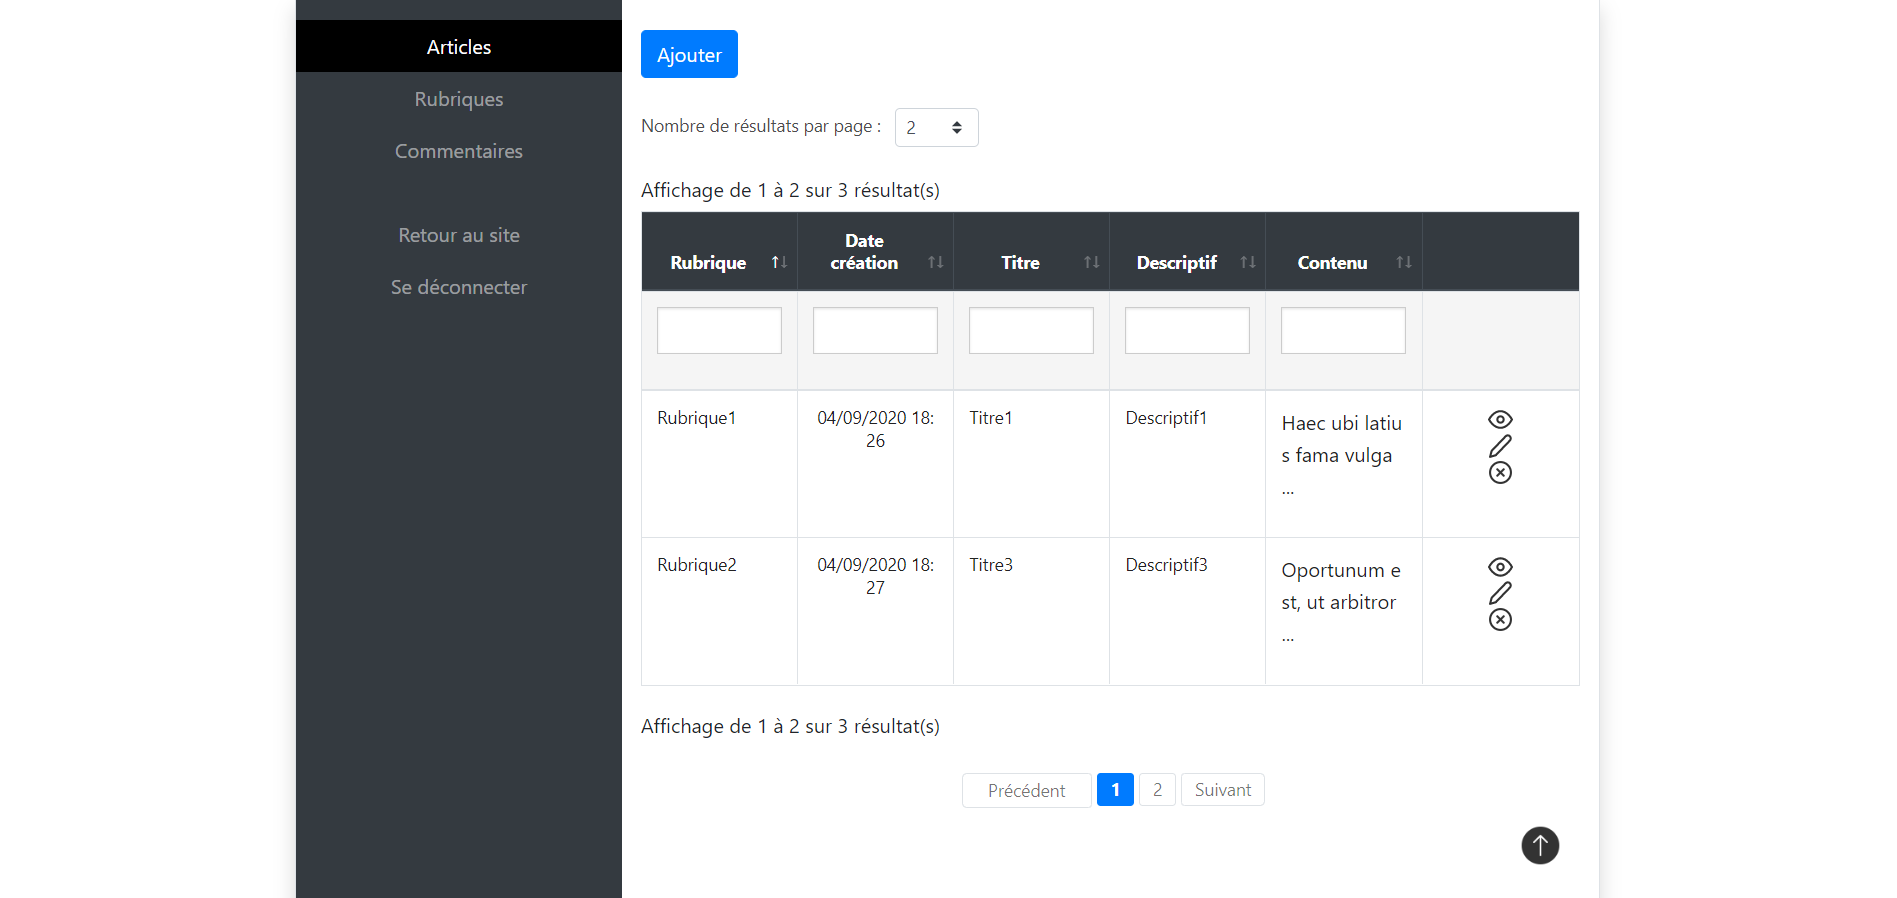 Articles
Rubriques
Commentaires
Retour au site
Se déconnecter
Ajouter
Nombre de résultats par page : 2
Affichage de 1 à 2 sur 3 résultat(s)
Rubrique Date création Titre Descriptif Contenu
Rubrique1 04/09/2020 18: Titre1 Descriptif1 Haec ubi latiu
26 s fama vulga
...
Rubrique2 04/09/2020 18: Titre3 Descriptif3 Oportunum e
27 st, ut arbitror
...
Affichage de 1 à 2 sur 3 résultat(s)
Précédent 1 2 Suivant